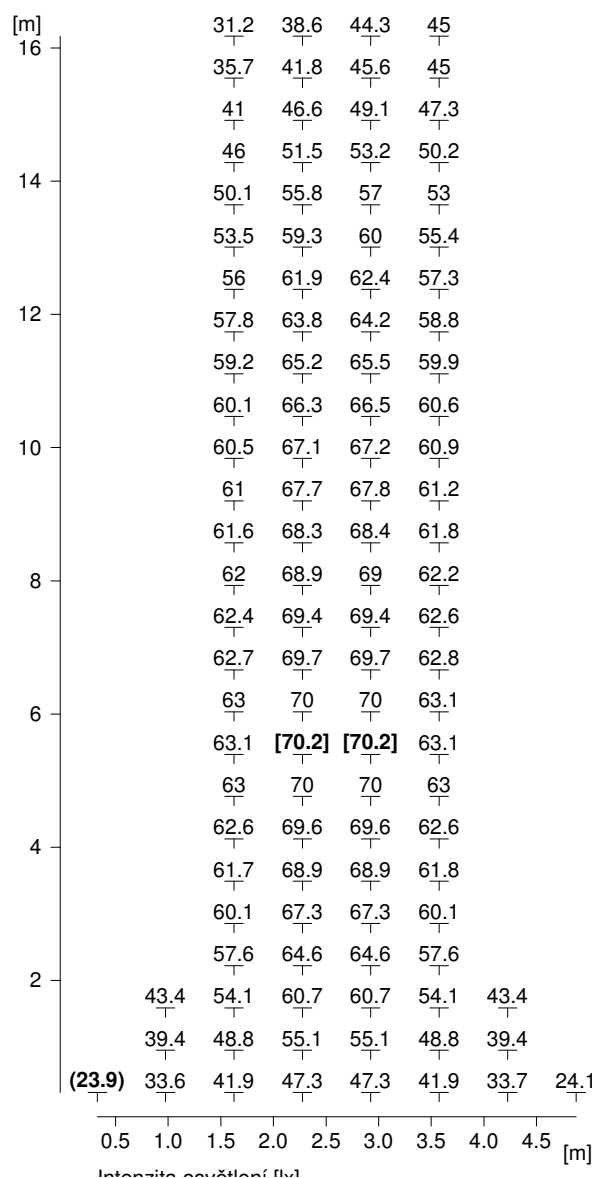 [m]
31.2 38.6 44.3 45
16
35.7 41.8 45.6 45
41 46.6 49.1 47.3
46 51.5 53.2 50.2
14
50.1 55.8 57 53
53.5 59.3 60 55.4
56 61.9 62.4 57.3
12
57.8 63.8 64.2 58.8
59.2 65.2 65.5 59.9
60.1 66.3 66.5 60.6
10
60.5 67.1 67.2 60.9
61 67.7 67.8 61.2
61.6 68.3 68.4 61.8
8
62 68.9 69 62.2
62.4 69.4 69.4 62.6
62.7 69.7 69.7 62.8
6
63 70 70 63.1
63.1 [70.2] [70.2] 63.1
63 70 70 63
4
62.6 69.6 69.6 62.6
61.7 68.9 68.9 61.8
60.1 67.3 67.3 60.1
57.6 64.6 64.6 57.6
2
43.4 54.1 60.7 60.7 54.1 43.4
39.4 48.8 55.1 55.1 48.8 39.4
(23.9) 33.6 41.9 47.3 47.3 41.9 33.7 24.1
0.5 1.0 1.5 2.0 2.5 3.0 3.5 4.0 4.5 [m]
Intenzita osvětlení [lx]